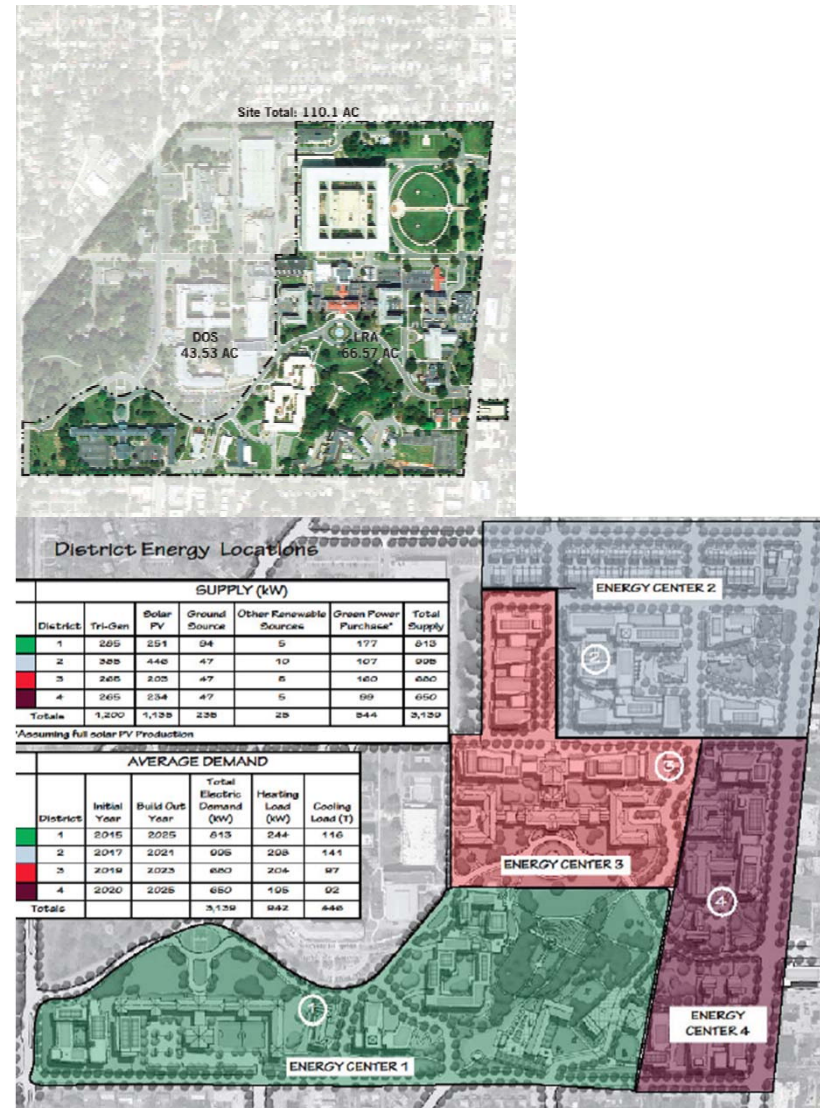 Site Total: 110.1 AC
DOS
43.53 AC
LRA
66.57 AC
District Energy Locations
SUPPLY (kW)
District Tri-Gen Solar PV Ground Source Other Renewable Sources Green Power Purchase* Total Supply
1 285 251 94 5 177 813
2 385 446 47 10 107 995
3 265 203 47 5 160 680
4 265 234 47 5 99 650
Totals 1,200 1,135 235 25 544 3,139
*Assuming full solar PV Production
AVERAGE DEMAND
District Initial Year Build Out Year Total Electric Demand (kW) Heating Load (kW) Cooling Load (T)
1 2015 2025 813 244 116
2 2017 2021 995 298 141
3 2019 2023 680 204 97
4 2020 2025 650 195 92
Totals 3,139 942 446
ENERGY CENTER 2
2
3
ENERGY CENTER 3
4
ENERGY
CENTER 4
1
ENERGY CENTER 1